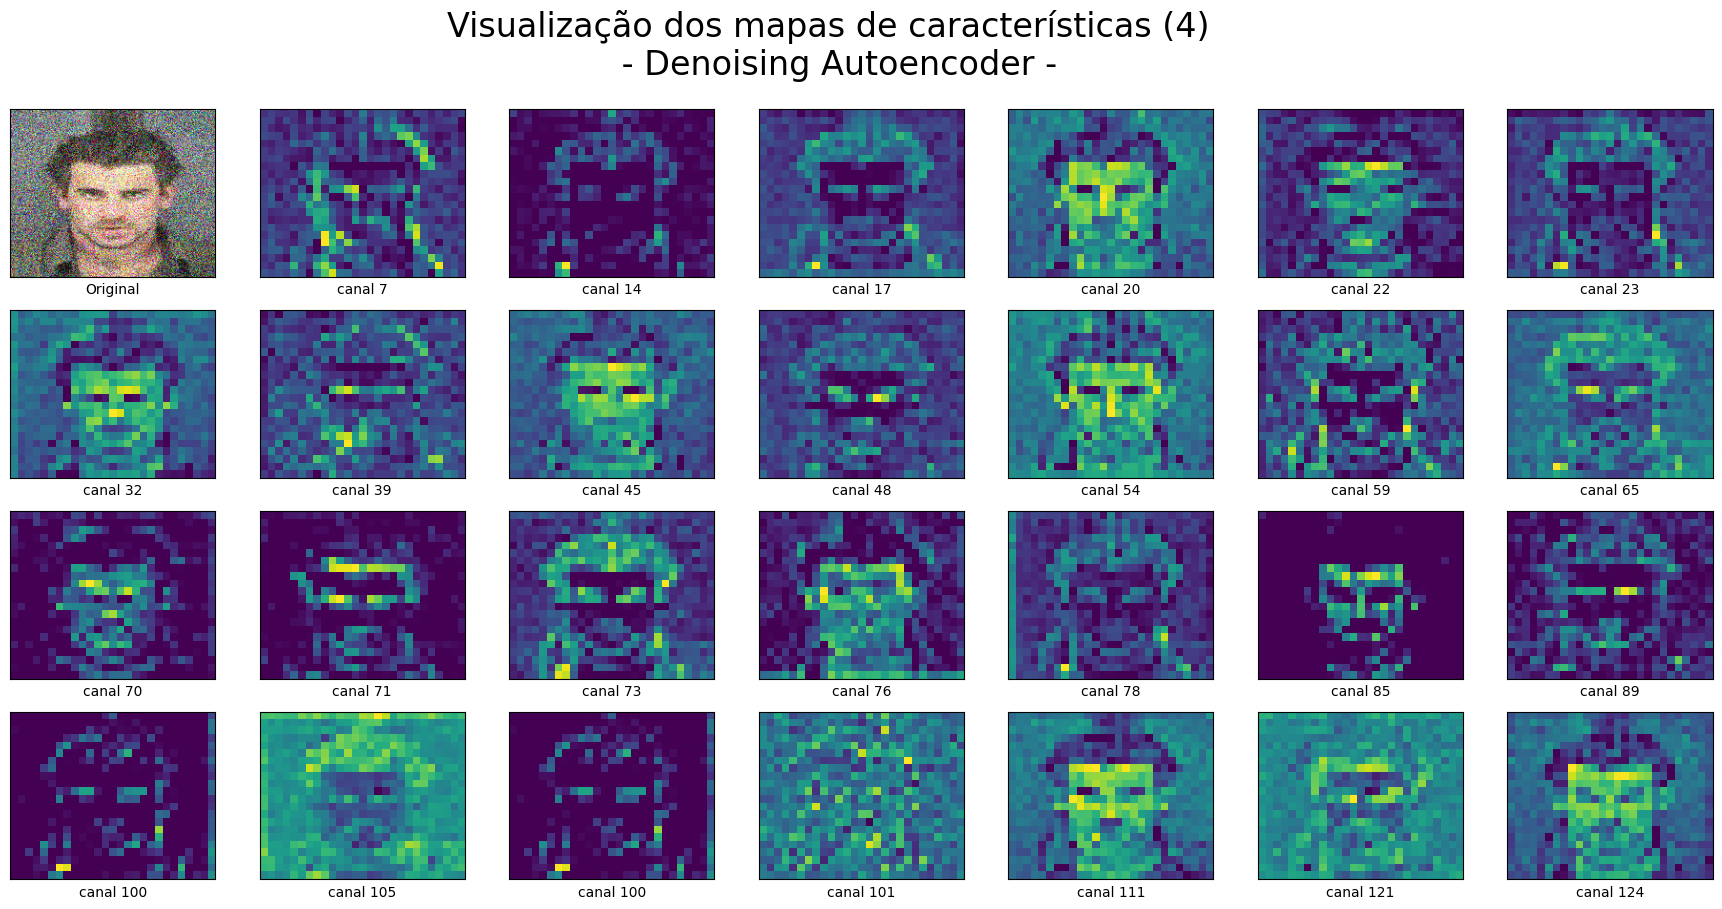 Visualização dos mapas de características (4)
- Denoising Autoencoder -
Original
canal 7
canal 14
canal 17
canal 20
canal 22
canal 23
canal 32
canal 39
canal 45
canal 48
canal 54
canal 59
canal 65
canal 70
canal 71
canal 73
canal 76
canal 78
canal 85
canal 89
canal 100
canal 105
canal 100
canal 101
canal 111
canal 121
canal 124